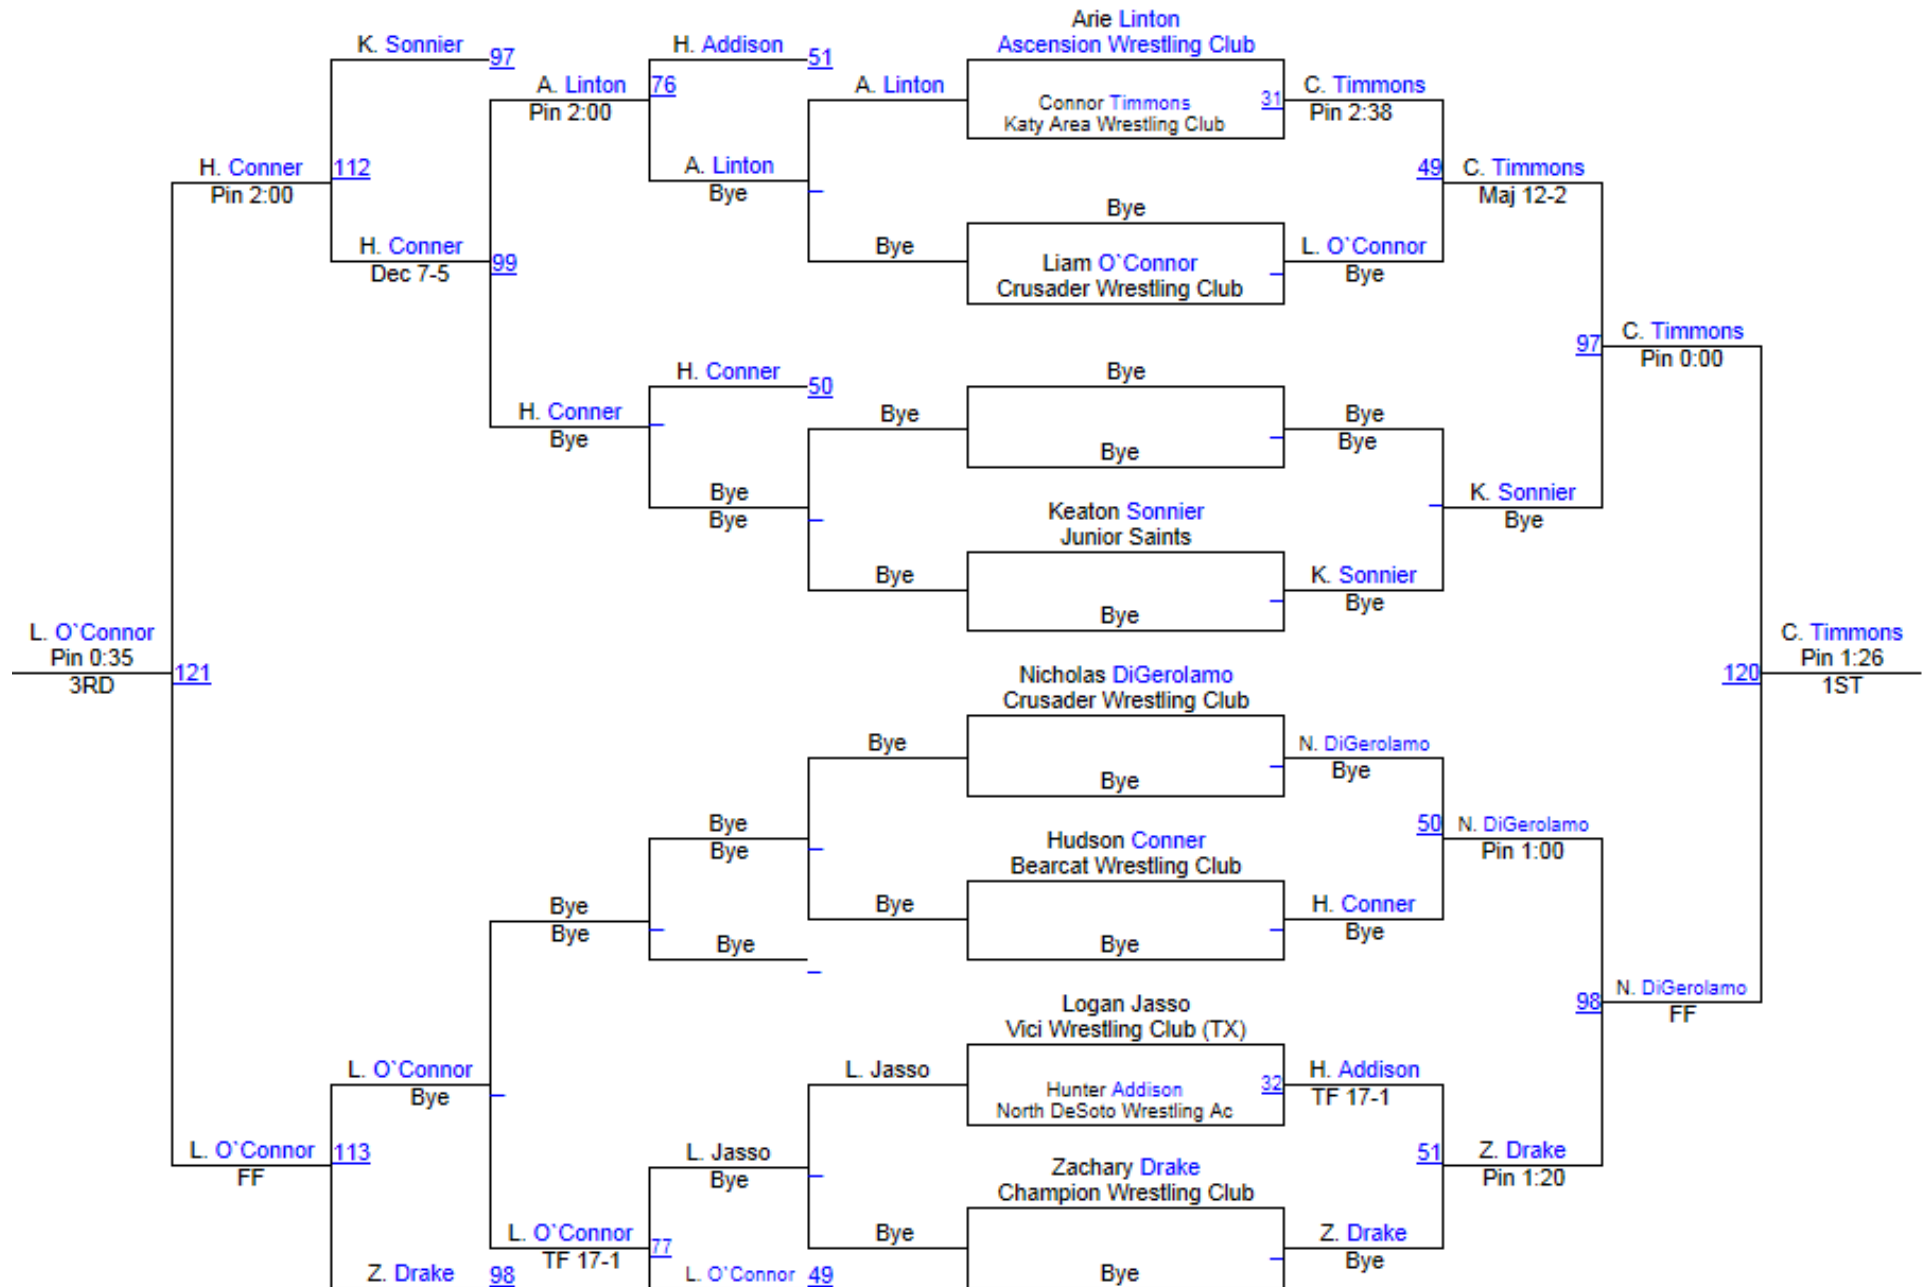 Arie Linton
K. Sonnier
97
H. Addison
51
Ascension Wrestling Club
A. Linton
76
A. Linton
C. Timmons
Pin 2:00
Connor Timmons
31
Pin 2:38
Katy Area Wrestling Club
H. Conner
112
A. Linton
49
C. Timmons
Pin 2:00
Bye
Maj 12-2
Bye
H. Conner
99
Bye
Liam O`Connor
L. O`Connor
Dec 7-5
Crusader Wrestling Club
Bye
97
C. Timmons
Pin 0:00
H. Conner
50
Bye
H. Conner
Bye
Bye
Bye
Bye
Bye
Bye
Bye
K. Sonnier
Bye
Keaton Sonnier
Bye
Junior Saints
Bye
K. Sonnier
Bye
Bye
L. O`Connor
C. Timmons
Pin 0:35
Pin 1:26
3RD
121
120
1ST
Nicholas DiGerolamo
Crusader Wrestling Club
Bye
N. DiGerolamo
Bye
Bye
Bye
50
N. DiGerolamo
Bye
Hudson Conner
Pin 1:00
Bearcat Wrestling Club
Bye
Bye
H. Conner
Bye
Bye
Bye
Bye
N. DiGerolamo
98
FF
Logan Jasso
Vici Wrestling Club (TX)
L. O`Connor
L. Jasso
Hunter Addison
32
H. Addison
Bye
North DeSoto Wrestling Ac
TF 17-1
L. O`Connor
113
L. Jasso
51
Z. Drake
FF
Bye
Zachary Drake
Pin 1:20
Champion Wrestling Club
L. O`Connor
77
Bye
Z. Drake
TF 17-1
Bye
Z. Drake
98
L. O`Connor
49
Bye